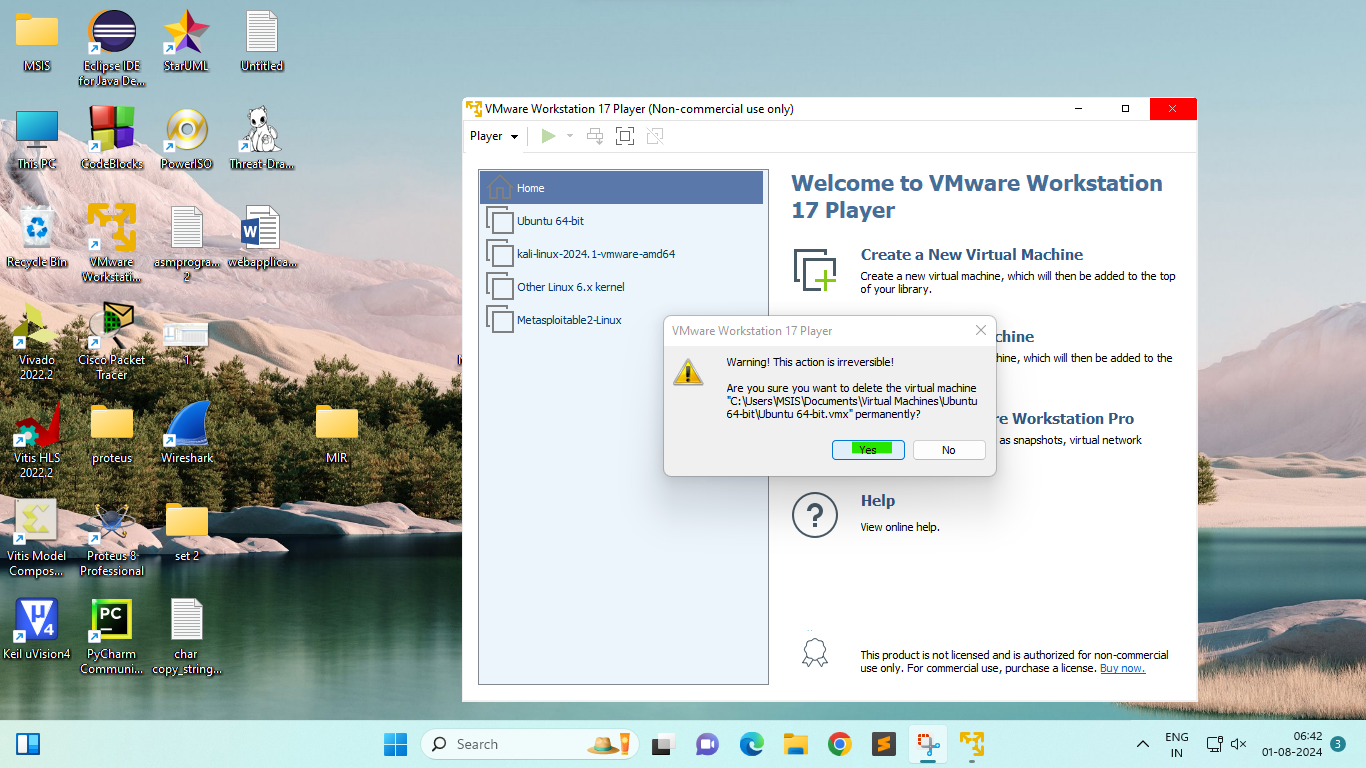 MSIS
Eclipse IDE
for Java De...
StarUML
Untitled
This PC
CodeBlocks
PowerISO
Threat-Dra...
Recycle Bin
VMware
Workstati...
asmprogra...
2
webapplica...
Vivado
2022.2
Cisco Packet
Tracer
1
Vitis HLS
2022.2
proteus
Wireshark
MIR
Vitis Model
Compos...
Proteus 8
Professional
set 2
Keil uVision4
PC
PyCharm
Communi...
char
copy_string...
VMware Workstation 17 Player (Non-commercial use only)
Player
Home
Ubuntu 64-bit
kali-linux-2024.1-vmware-amd64
Other Linux 6.x kernel
Metasploitable2-Linux
Welcome to VMware Workstation
17 Player
Create a New Virtual Machine
Create a new virtual machine, which will then be added to the top
of your library.
chine
hine, which will then be added to the
re Workstation Pro
as snapshots, virtual network
Help
View online help.
This product is not licensed and is authorized for non-commercial
use only. For commercial use, purchase a license. Buy now.
VMware Workstation 17 Player
Warning! This action is irreversible!
Are you sure you want to delete the virtual machine
"C:\Users\MSIS\Documents\Virtual Machines\Ubuntu
64-bit\Ubuntu 64-bit.vmx" permanently?
Yes
No
Search
ENG
IN
06:42
01-08-2024
3